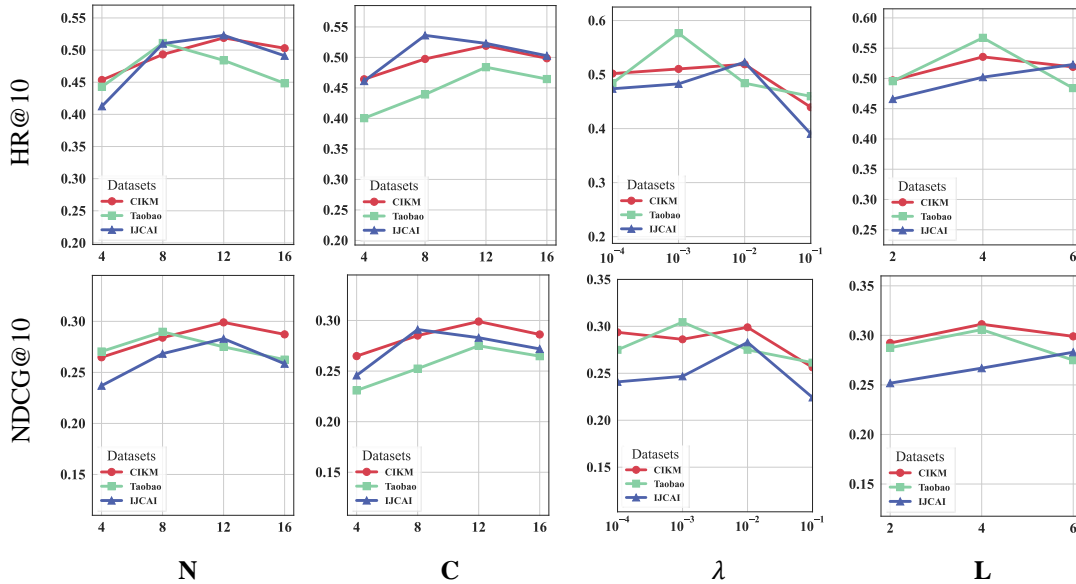 HR@10
0.55
0.50
0.45
0.40
0.35
0.30
0.25
0.20
Datasets
CIKM
Taobao
IJCAI
4 8 12 16
0.55
0.50
0.45
0.40
0.35
0.30
0.25
0.20
Datasets
CIKM
Taobao
IJCAI
4 8 12 16
0.6
0.5
0.4
0.3
0.2
Datasets
CIKM
Taobao
IJCAI
10⁻⁴ 10⁻³ 10⁻² 10⁻¹
0.60
0.55
0.50
0.45
0.40
0.35
0.30
0.25
Datasets
CIKM
Taobao
IJCAI
2 4 6
NDCG@10
0.30
0.25
0.20
0.15
Datasets
CIKM
Taobao
IJCAI
4 8 12 16
N
0.30
0.25
0.20
0.15
Datasets
CIKM
Taobao
IJCAI
4 8 12 16
C
0.35
0.30
0.25
0.20
0.15
Datasets
CIKM
Taobao
IJCAI
10⁻⁴ 10⁻³ 10⁻² 10⁻¹
λ
0.35
0.30
0.25
0.20
0.15
Datasets
CIKM
Taobao
IJCAI
2 4 6
L